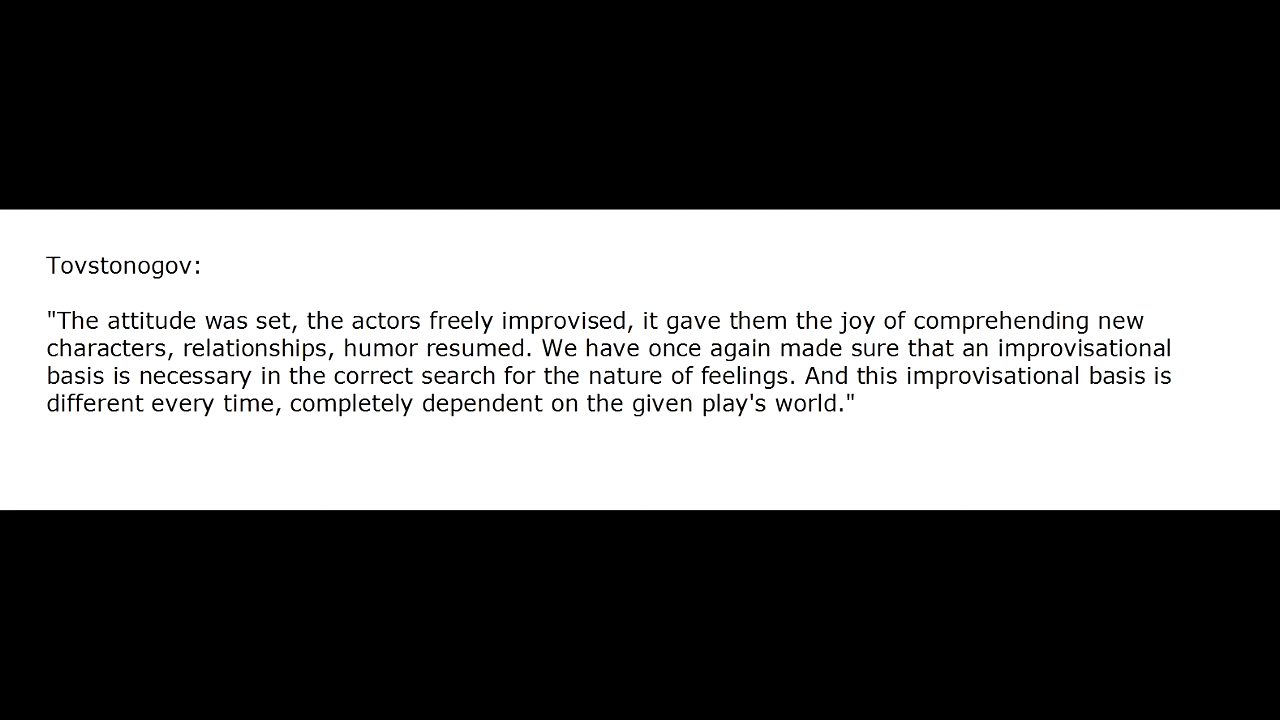 Tovstonogov:
"The attitude was set, the actors freely improvised, it gave them the joy of comprehending new
characters, relationships, humor resumed. We have once again made sure that an improvisational
basis is necessary in the correct search for the nature of feelings. And this improvisational basis is
different every time, completely dependent on the given play's world."